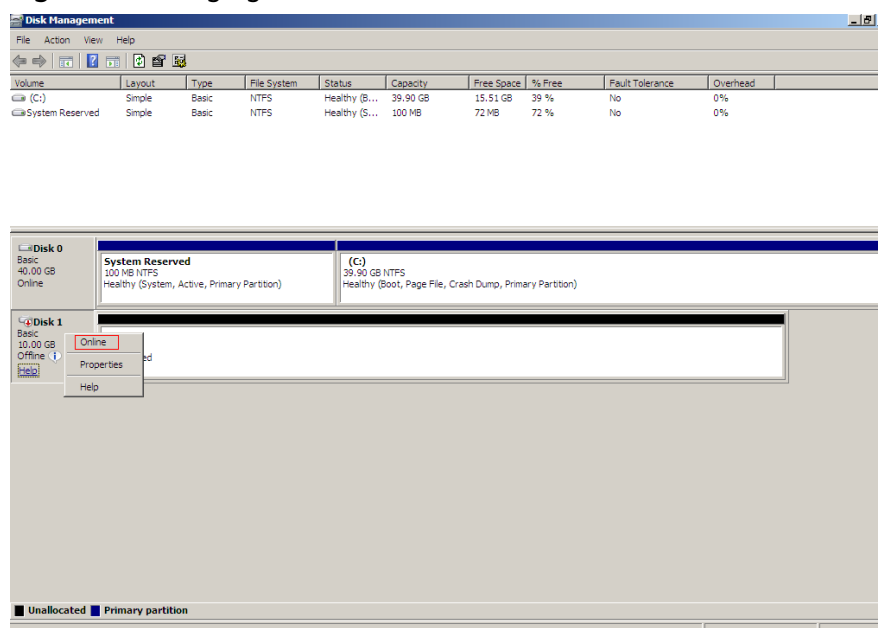 Disk Management
File Action View Help
Volume Layout Type File System Status Capacity Free Space % Free Fault Tolerance Overhead
(C:) Simple Basic NTFS Healthy (B... 39.90 GB 15.51 GB 39 % No 0%
System Reserved Simple Basic NTFS Healthy (S... 100 MB 72 MB 72 % No 0%
Disk 0
Basic
40.00 GB
Online
System Reserved
100 MB NTFS
Healthy (System, Active, Primary Partition)
(C:)
39.90 GB NTFS
Healthy (Boot, Page File, Crash Dump, Primary Partition)
Disk 1
Basic
10.00 GB
Offline
Help
Online
Properties
Help
Unallocated Primary partition